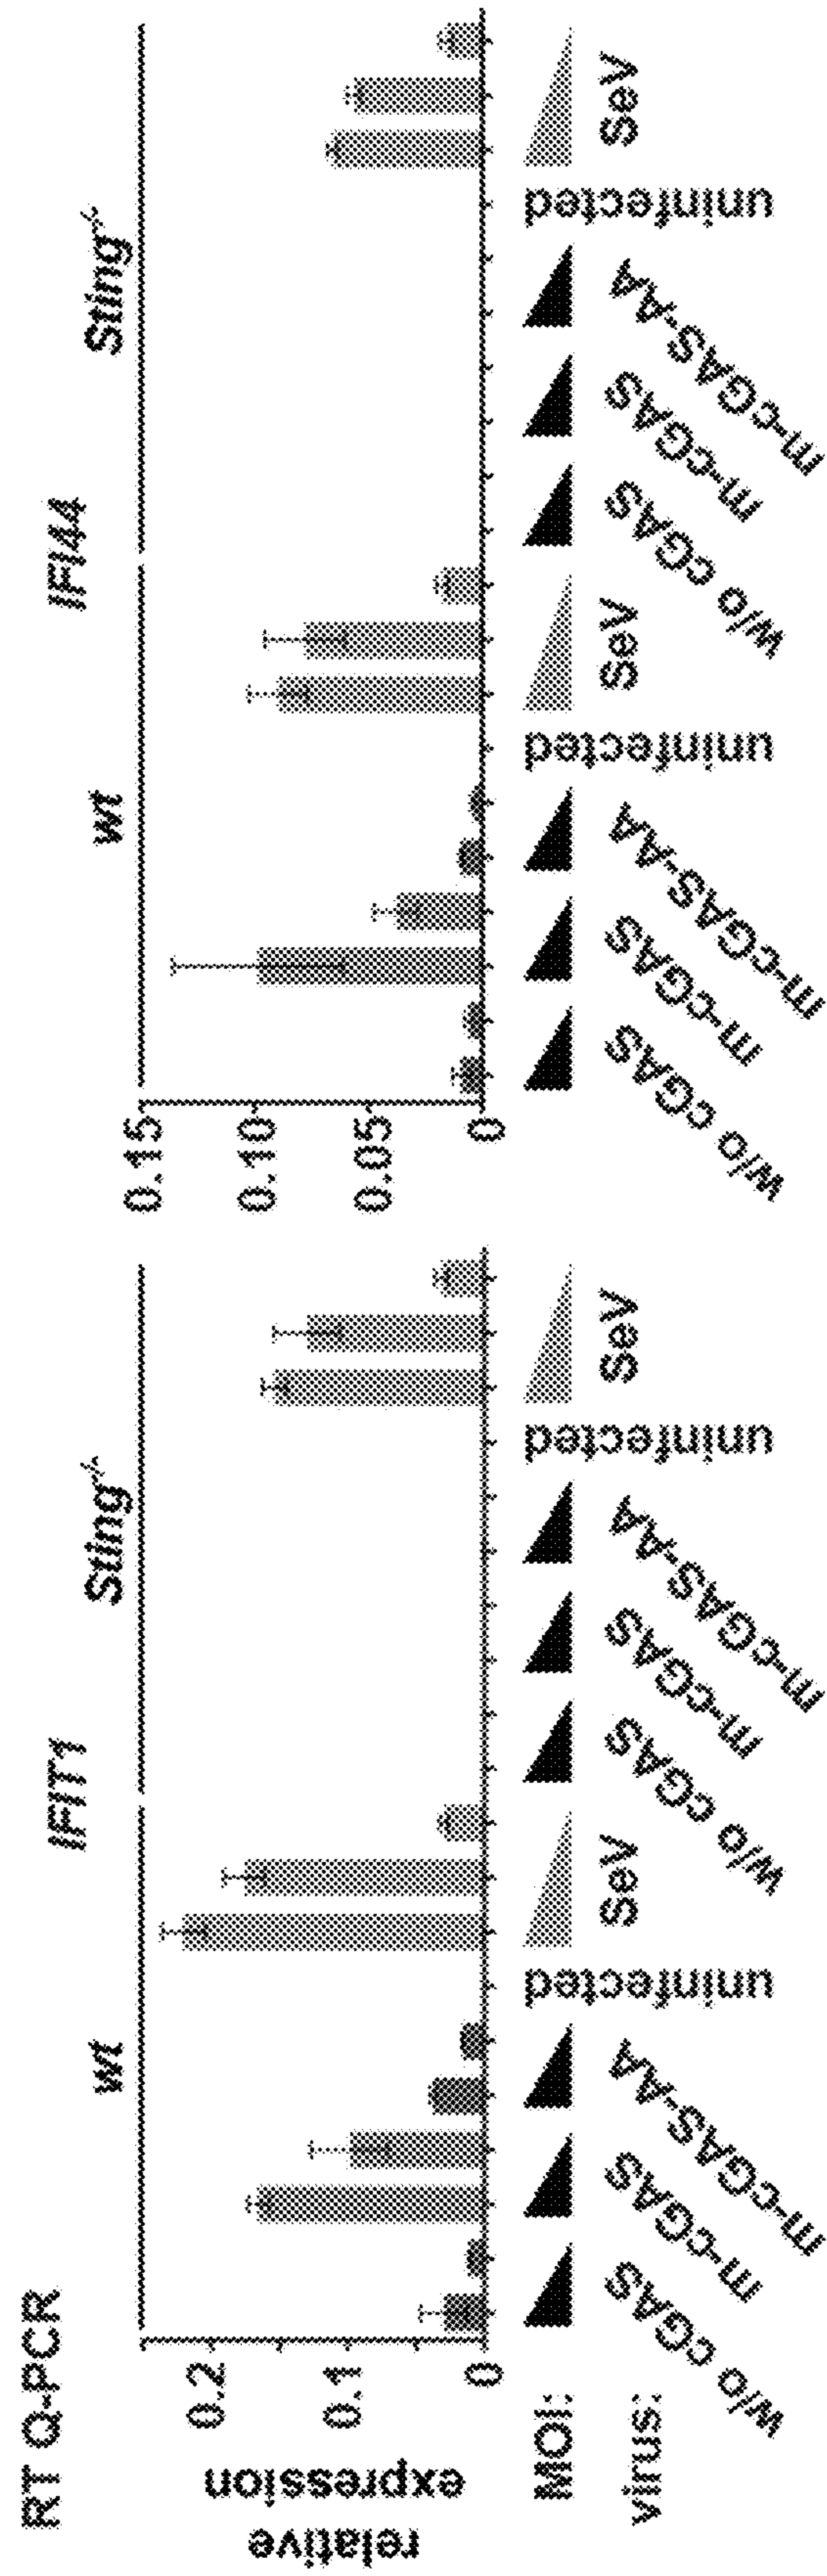 RT Q-PCR
IFIT1
IFI44
wt
Sting-/-
wt
Sting-/-
relative
expression
0.2
0.1
0
0.15
0.10
0.05
0
MOI:
virus:
w/o cGAS
m-cGAS
m-cGAS-AA
uninfected
SeV
w/o cGAS
m-cGAS
m-cGAS-AA
uninfected
SeV
w/o cGAS
m-cGAS
m-cGAS-AA
uninfected
SeV
w/o cGAS
m-cGAS
m-cGAS-AA
uninfected
SeV